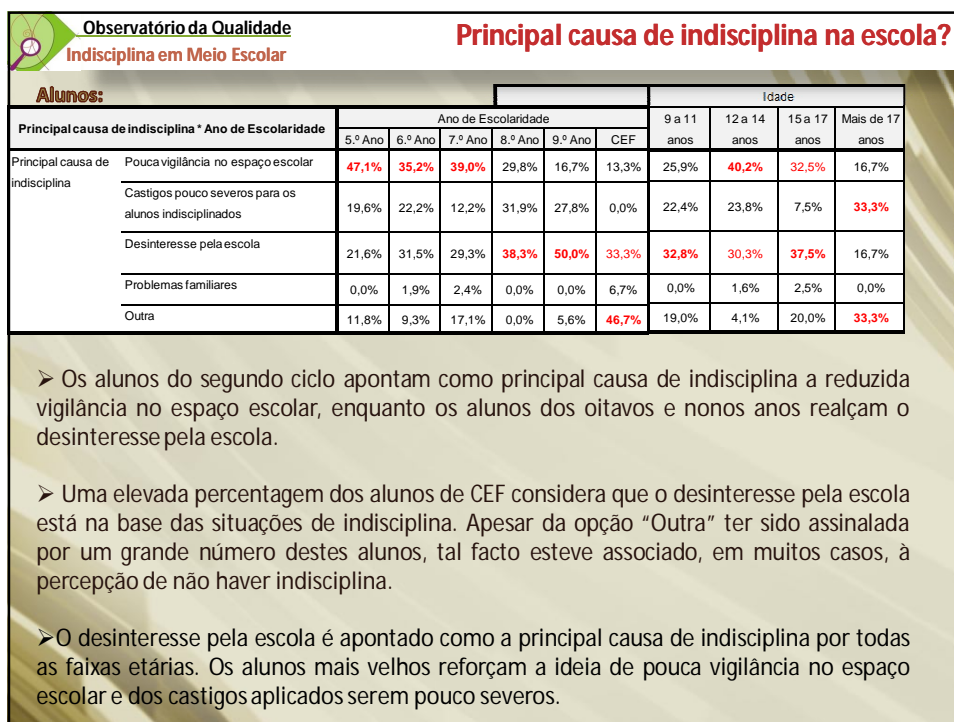 Observatório da Qualidade
Indisciplina em Meio Escolar
Principal causa de indisciplina na escola?
Alunos:
Idade
Principal causa de indisciplina * Ano de Escolaridade
Ano de Escolaridade
9 a 11 anos
12 a 14 anos
15 a 17 anos
Mais de 17 anos
5.º Ano 6.º Ano 7.º Ano 8.º Ano 9.º Ano CEF
Principal causa de indisciplina
Pouca vigilância no espaço escolar 47,1% 35,2% 39,0% 29,8% 16,7% 13,3% 25,9% 40,2% 32,5% 16,7%
Castigos pouco severos para os alunos indisciplinados 19,6% 22,2% 12,2% 31,9% 27,8% 0,0% 22,4% 23,8% 7,5% 33,3%
Desinteresse pela escola 21,6% 31,5% 29,3% 38,3% 50,0% 33,3% 32,8% 30,3% 37,5% 16,7%
Problemas familiares 0,0% 1,9% 2,4% 0,0% 0,0% 6,7% 0,0% 1,6% 2,5% 0,0%
Outra 11,8% 9,3% 17,1% 0,0% 5,6% 46,7% 19,0% 4,1% 20,0% 33,3%
➢ Os alunos do segundo ciclo apontam como principal causa de indisciplina a reduzida
vigilância no espaço escolar, enquanto os alunos dos oitavos e nonos anos realçam o
desinteresse pela escola.
➢ Uma elevada percentagem dos alunos de CEF considera que o desinteresse pela escola
está na base das situações de indisciplina. Apesar da opção “Outra” ter sido assinalada
por um grande número destes alunos, tal facto esteve associado, em muitos casos, à
percepção de não haver indisciplina.
➢O desinteresse pela escola é apontado como a principal causa de indisciplina por todas
as faixas etárias. Os alunos mais velhos reforçam a ideia de pouca vigilância no espaço
escolar e dos castigos aplicados serem pouco severos.